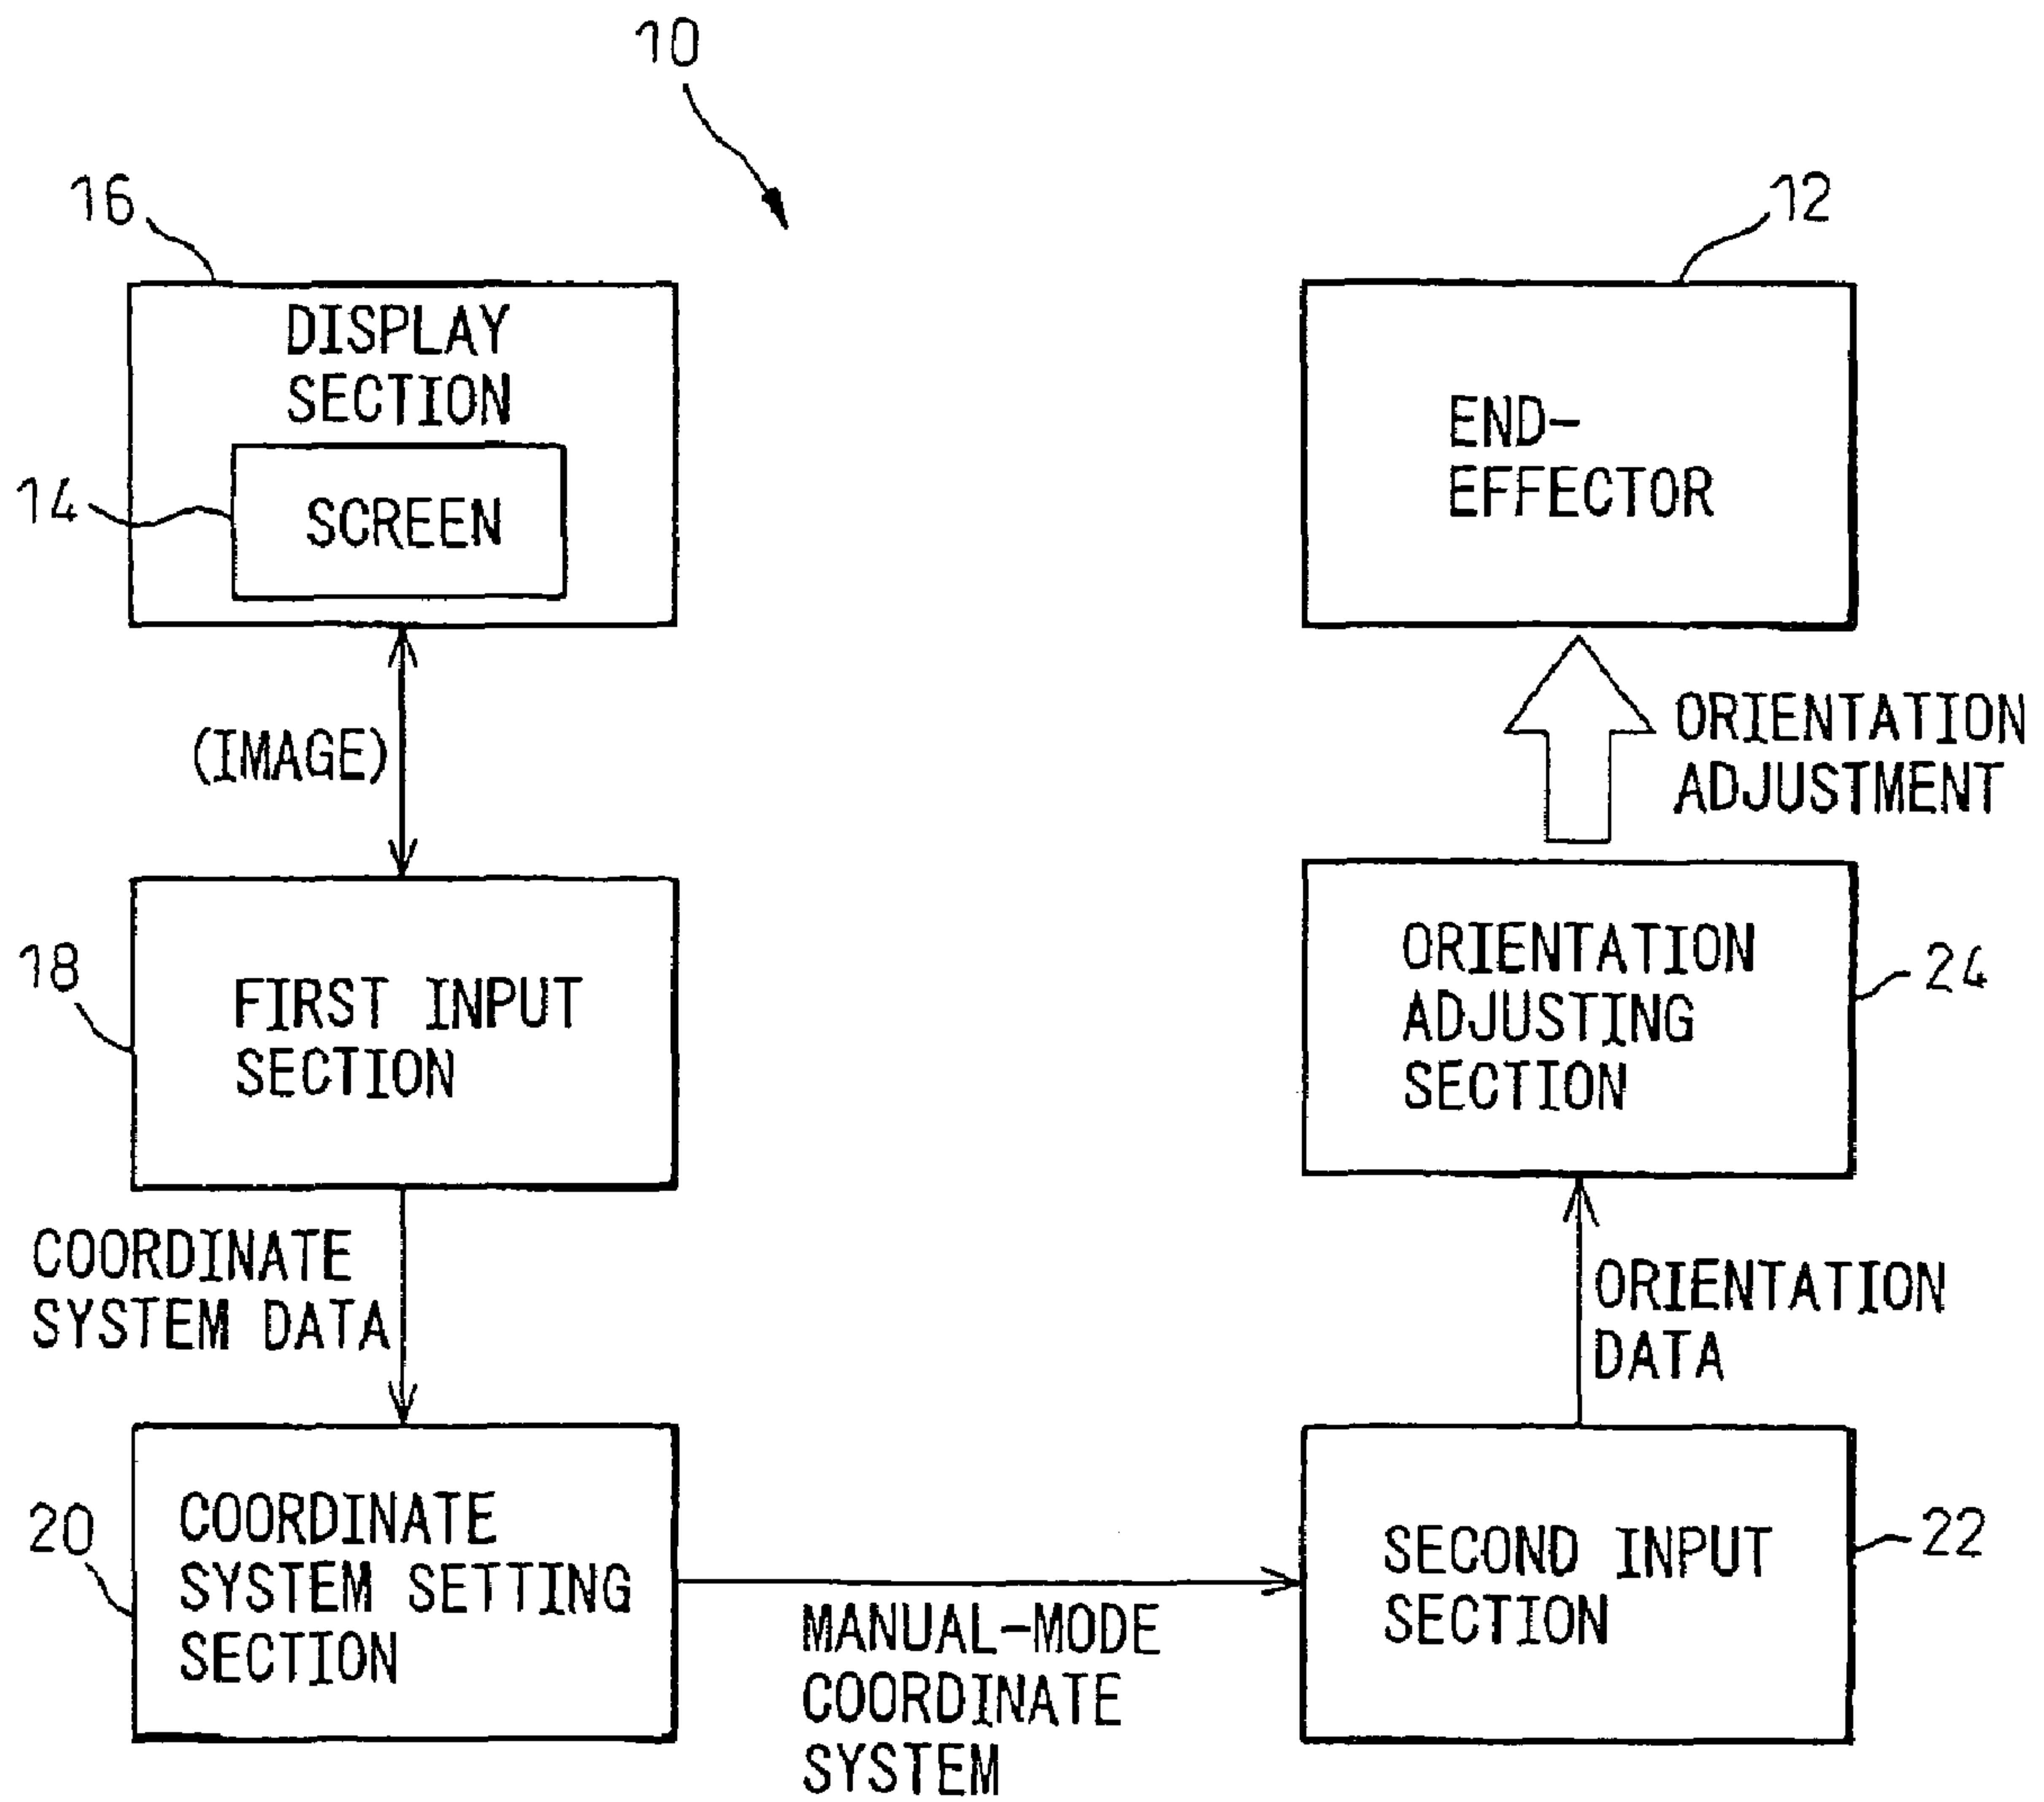 10
16
12
DISPLAY
SECTION
14
SCREEN
END-
EFFECTOR
(IMAGE)
ORIENTATION
ADJUSTMENT
18
FIRST INPUT
SECTION
ORIENTATION
ADJUSTING
SECTION
24
COORDINATE
SYSTEM DATA
ORIENTATION
DATA
20
COORDINATE
SYSTEM SETTING
SECTION
MANUAL-MODE
COORDINATE
SYSTEM
SECOND INPUT
SECTION
22